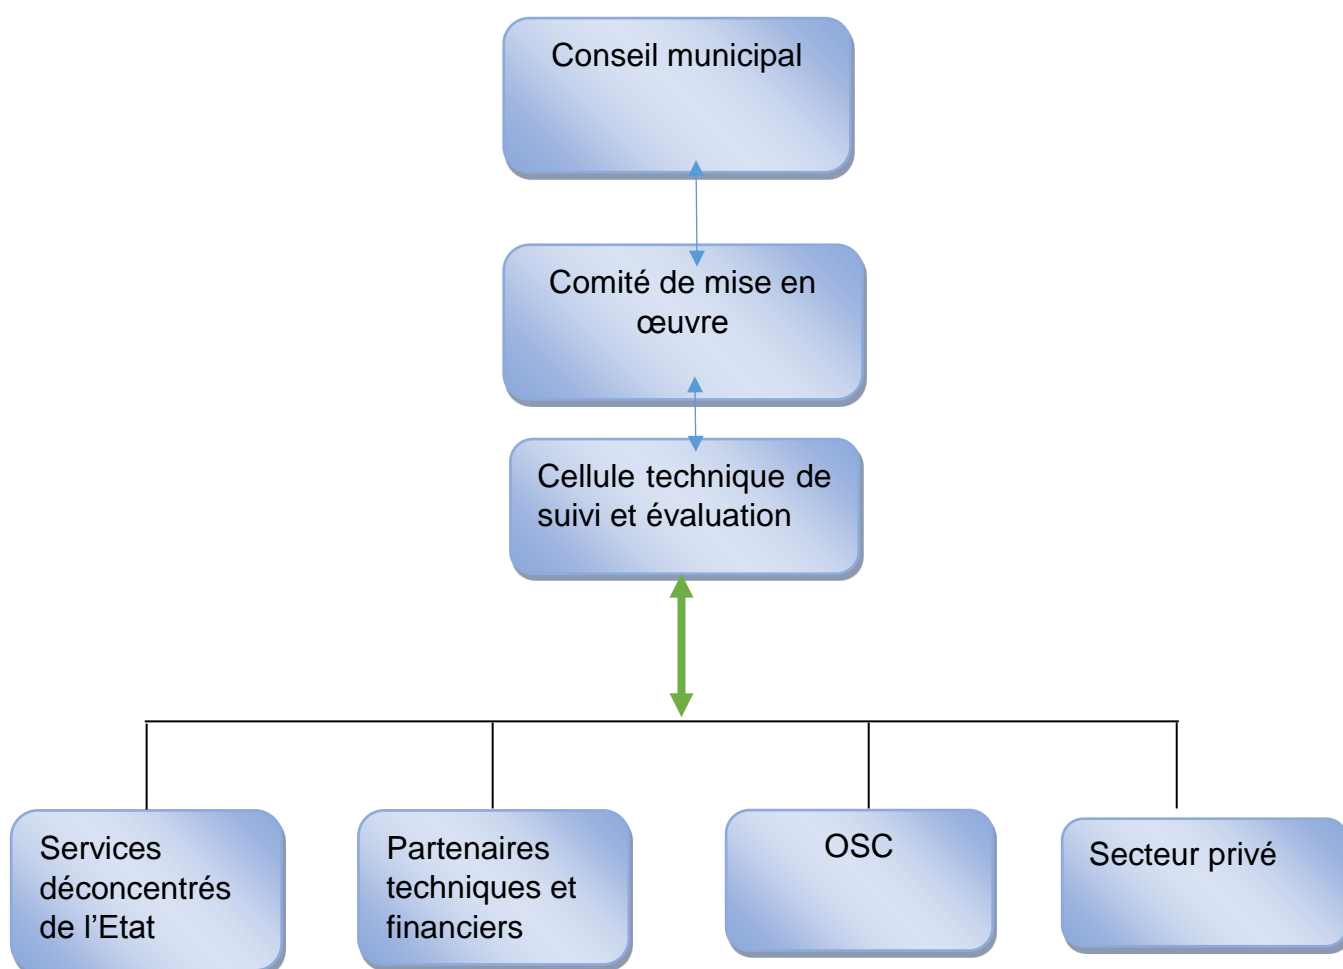 Conseil municipal
Comité de mise en
œuvre
Cellule technique de
suivi et évaluation
Services
déconcentrés
de l’Etat
Partenaires
techniques et
financiers
OSC
Secteur privé